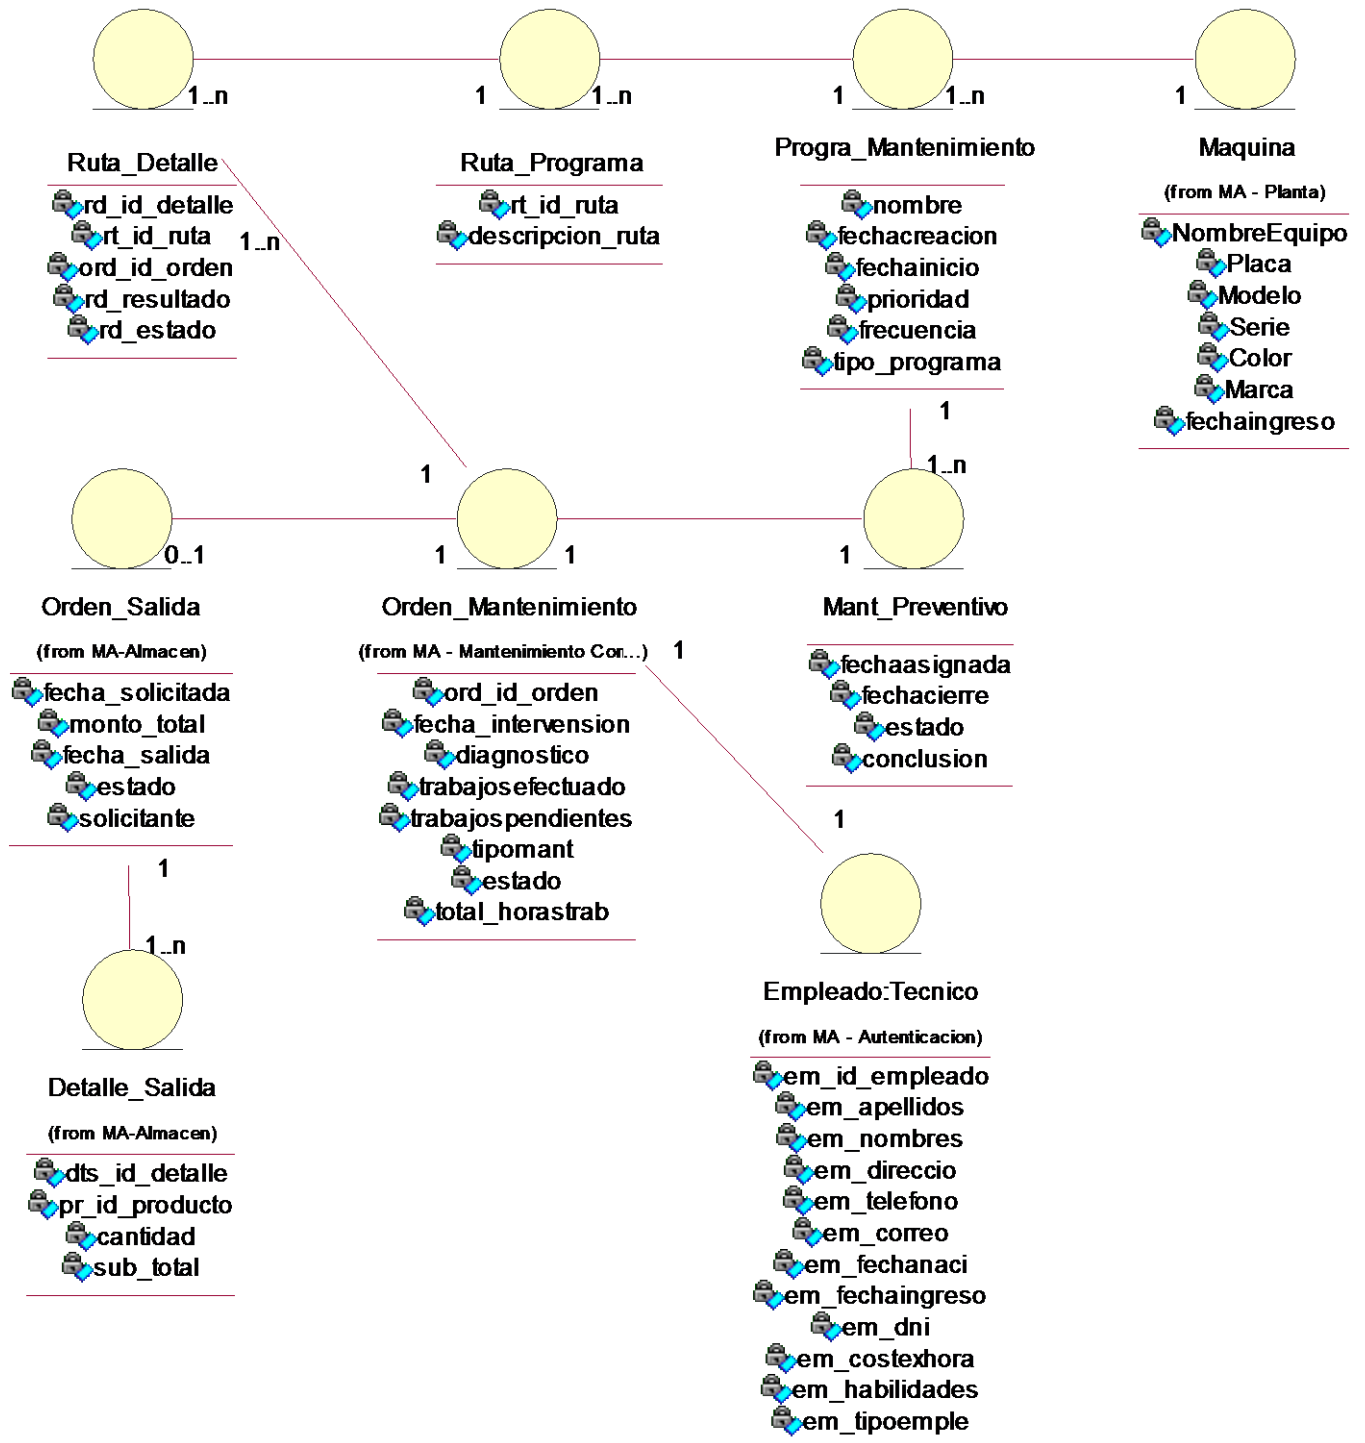 1..n
1
1..n
1
1..n
1
Ruta_Detalle
rd_id_detalle
rt_id_ruta
ord_id_orden
rd_resultado
rd_estado
1..n
Ruta_Programa
rt_id_ruta
descripcion_ruta
Progra_Mantenimiento
nombre
fechacreacion
fechainicio
prioridad
frecuencia
tipo_programa
1
1..n
Maquina
(from MA - Planta)
NombreEquipo
Placa
Modelo
Serie
Color
Marca
fechaingreso
1
0..1
1
1
1
Orden_Salida
(from MA-Almacen)
fecha_solicitada
monto_total
fecha_salida
estado
solicitante
1
1..n
Orden_Mantenimiento
(from MA - Mantenimiento Cor...)
1
ord_id_orden
fecha_intervension
diagnostico
trabajosefectuado
trabajospendientes
tipomant
estado
total_horastrab
Mant_Preventivo
fechaasignada
fechacierre
estado
conclusion
1
Detalle_Salida
(from MA-Almacen)
dts_id_detalle
pr_id_producto
cantidad
sub_total
Empleado:Tecnico
(from MA - Autenticacion)
em_id_empleado
em_apellidos
em_nombres
em_direccio
em_telefono
em_correo
em_fechanaci
em_fechaingreso
em_dni
em_costexhora
em_habilidades
em_tipoemple